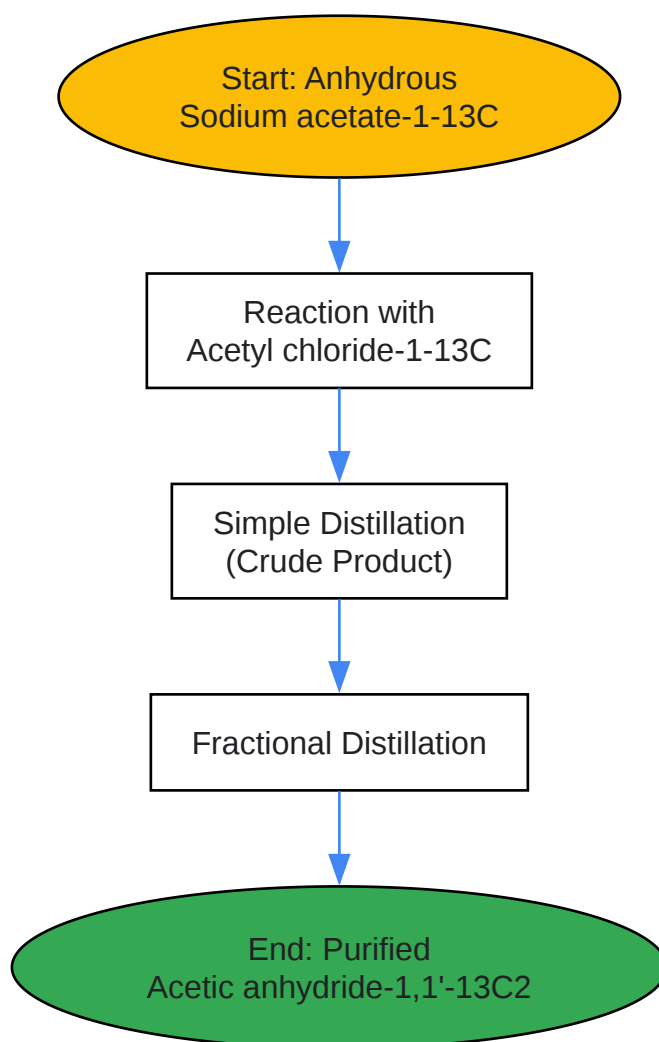 Start: Anhydrous
Sodium acetate-1-13C
Reaction with
Acetyl chloride-1-13C
Simple Distillation
(Crude Product)
Fractional Distillation
End: Purified
Acetic anhydride-1,1'-13C2